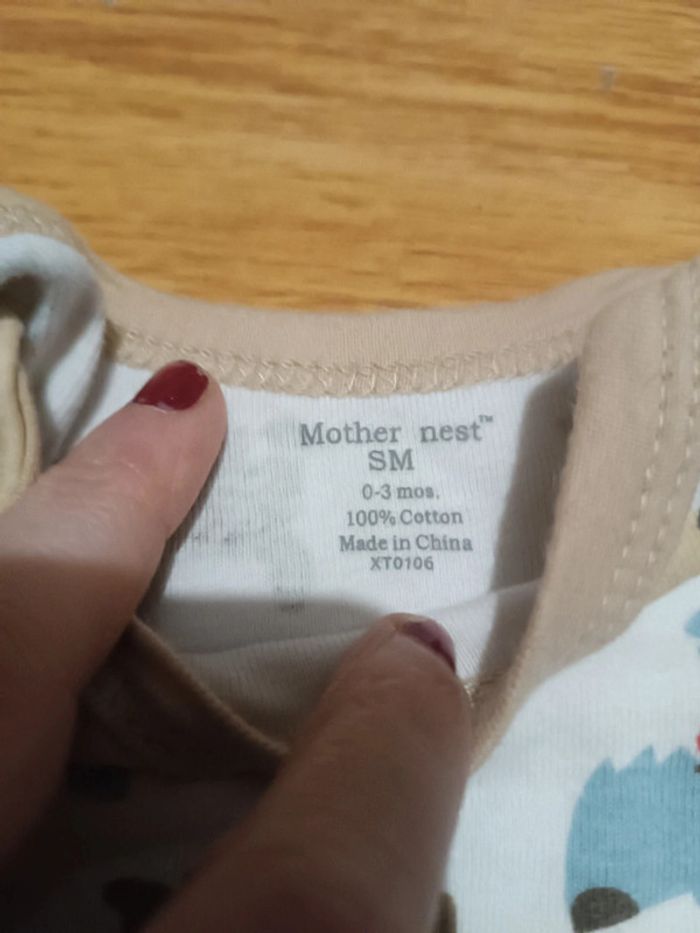 Mother nest™
SM
0-3 mos.
100% Cotton
Made in China
XT0106